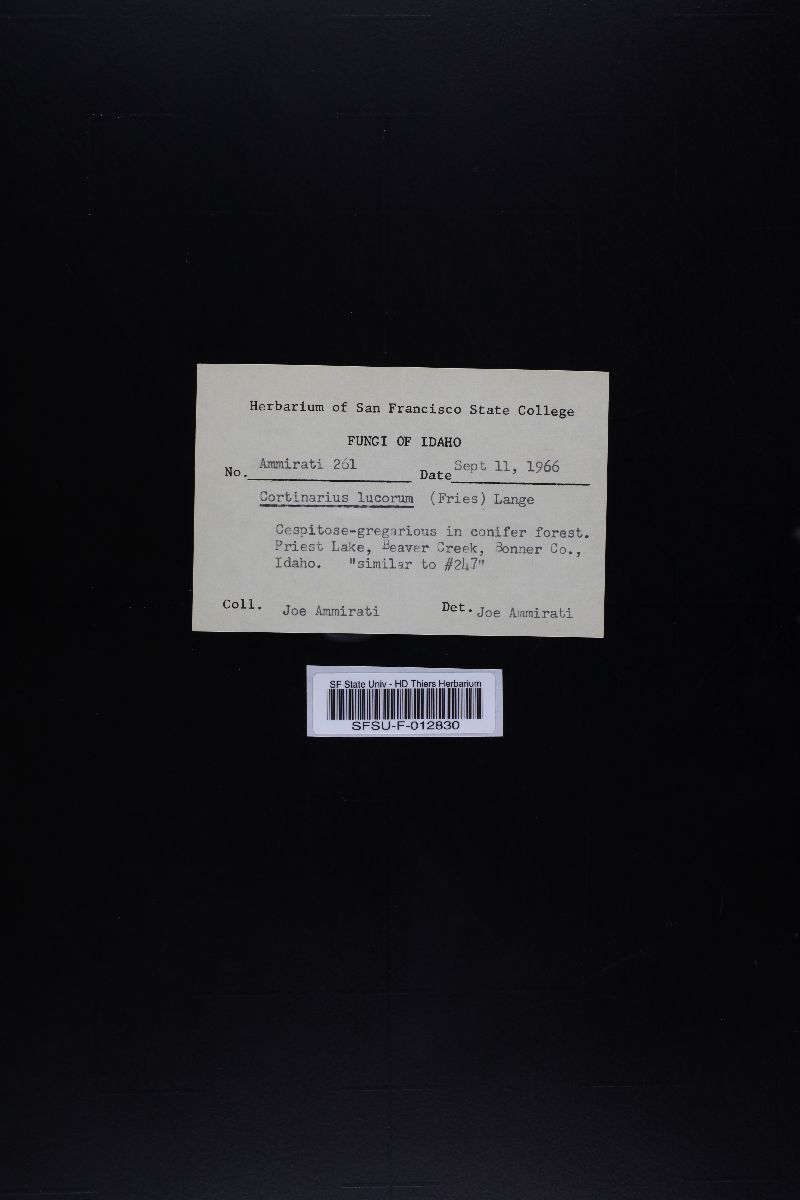 Herbarium of San Francisco State College
FUNGI OF IDAHO
No. Ammirati 261 Date Sept 11, 1966
Cortinarius lucorum (Fries) Lange
Cespitose-gregarious in conifer forest.
Priest Lake, Beaver Creek, Bonner Co.,
Idaho. "similar to #247"
Coll. Joe Ammirati Det. Joe Ammirati
SF State Univ - HD Thiers Herbarium
SFSU-F-012830